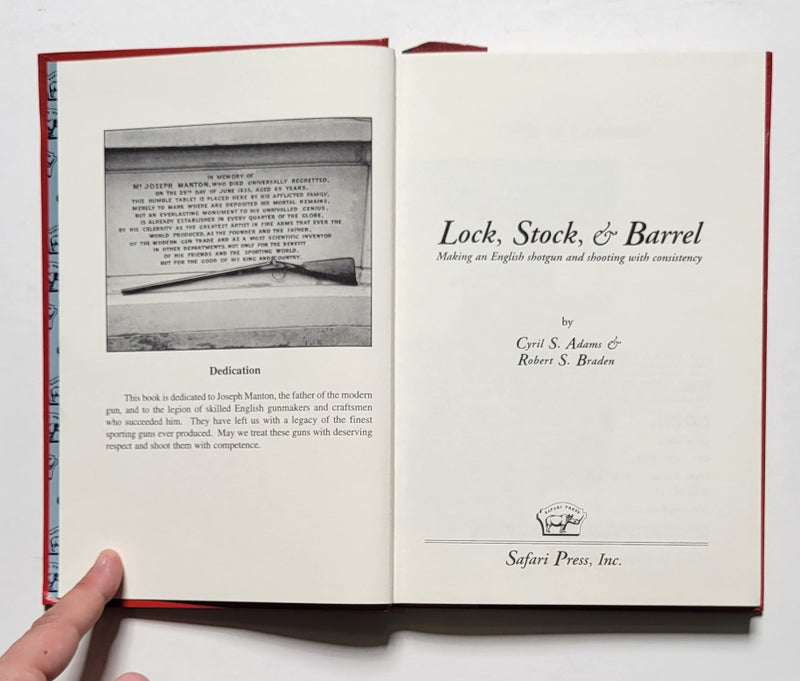 IN MEMORY OF
MR JOSEPH MANTON, WHO DIED UNIVERSALLY REGRETTED,
ON THE 29TH DAY OF JUNE 1835, AGED 69 YEARS.
THIS HUMBLE TABLET IS PLACED HERE BY HIS AFFLICTED FAMILY,
MERELY TO MARK WHERE ARE DEPOSITED HIS MORTAL REMAINS,
BUT AN EVERLASTING MONUMENT TO HIS UNRIVALLED GENIUS,
IS ALREADY ESTABLISHED IN EVERY QUARTER OF THE GLOBE,
BY HIS CELEBRITY AS THE GREATEST ARTIST IN FIRE ARMS THAT EVER THE
WORLD PRODUCED, AS THE FOUNDER AND THE FATHER,
OF THE MODERN GUN TRADE AND AS A MOST SCIENTIFIC INVENTOR
IN OTHER DEPARTMENTS, NOT ONLY FOR THE BENEFIT
OF HIS FRIENDS AND THE SPORTING WORLD,
BUT FOR THE GOOD OF HIS KING AND COUNTRY.
Dedication
This book is dedicated to Joseph Manton, the father of the modern
gun, and to the legion of skilled English gunmakers and craftsmen
who succeeded him. They have left us with a legacy of the finest
sporting guns ever produced. May we treat these guns with deserving
respect and shoot them with competence.
Lock, Stock, & Barrel
Making an English shotgun and shooting with consistency
by
Cyril S. Adams &
Robert S. Braden
SAFARI PRESS
Safari Press, Inc.